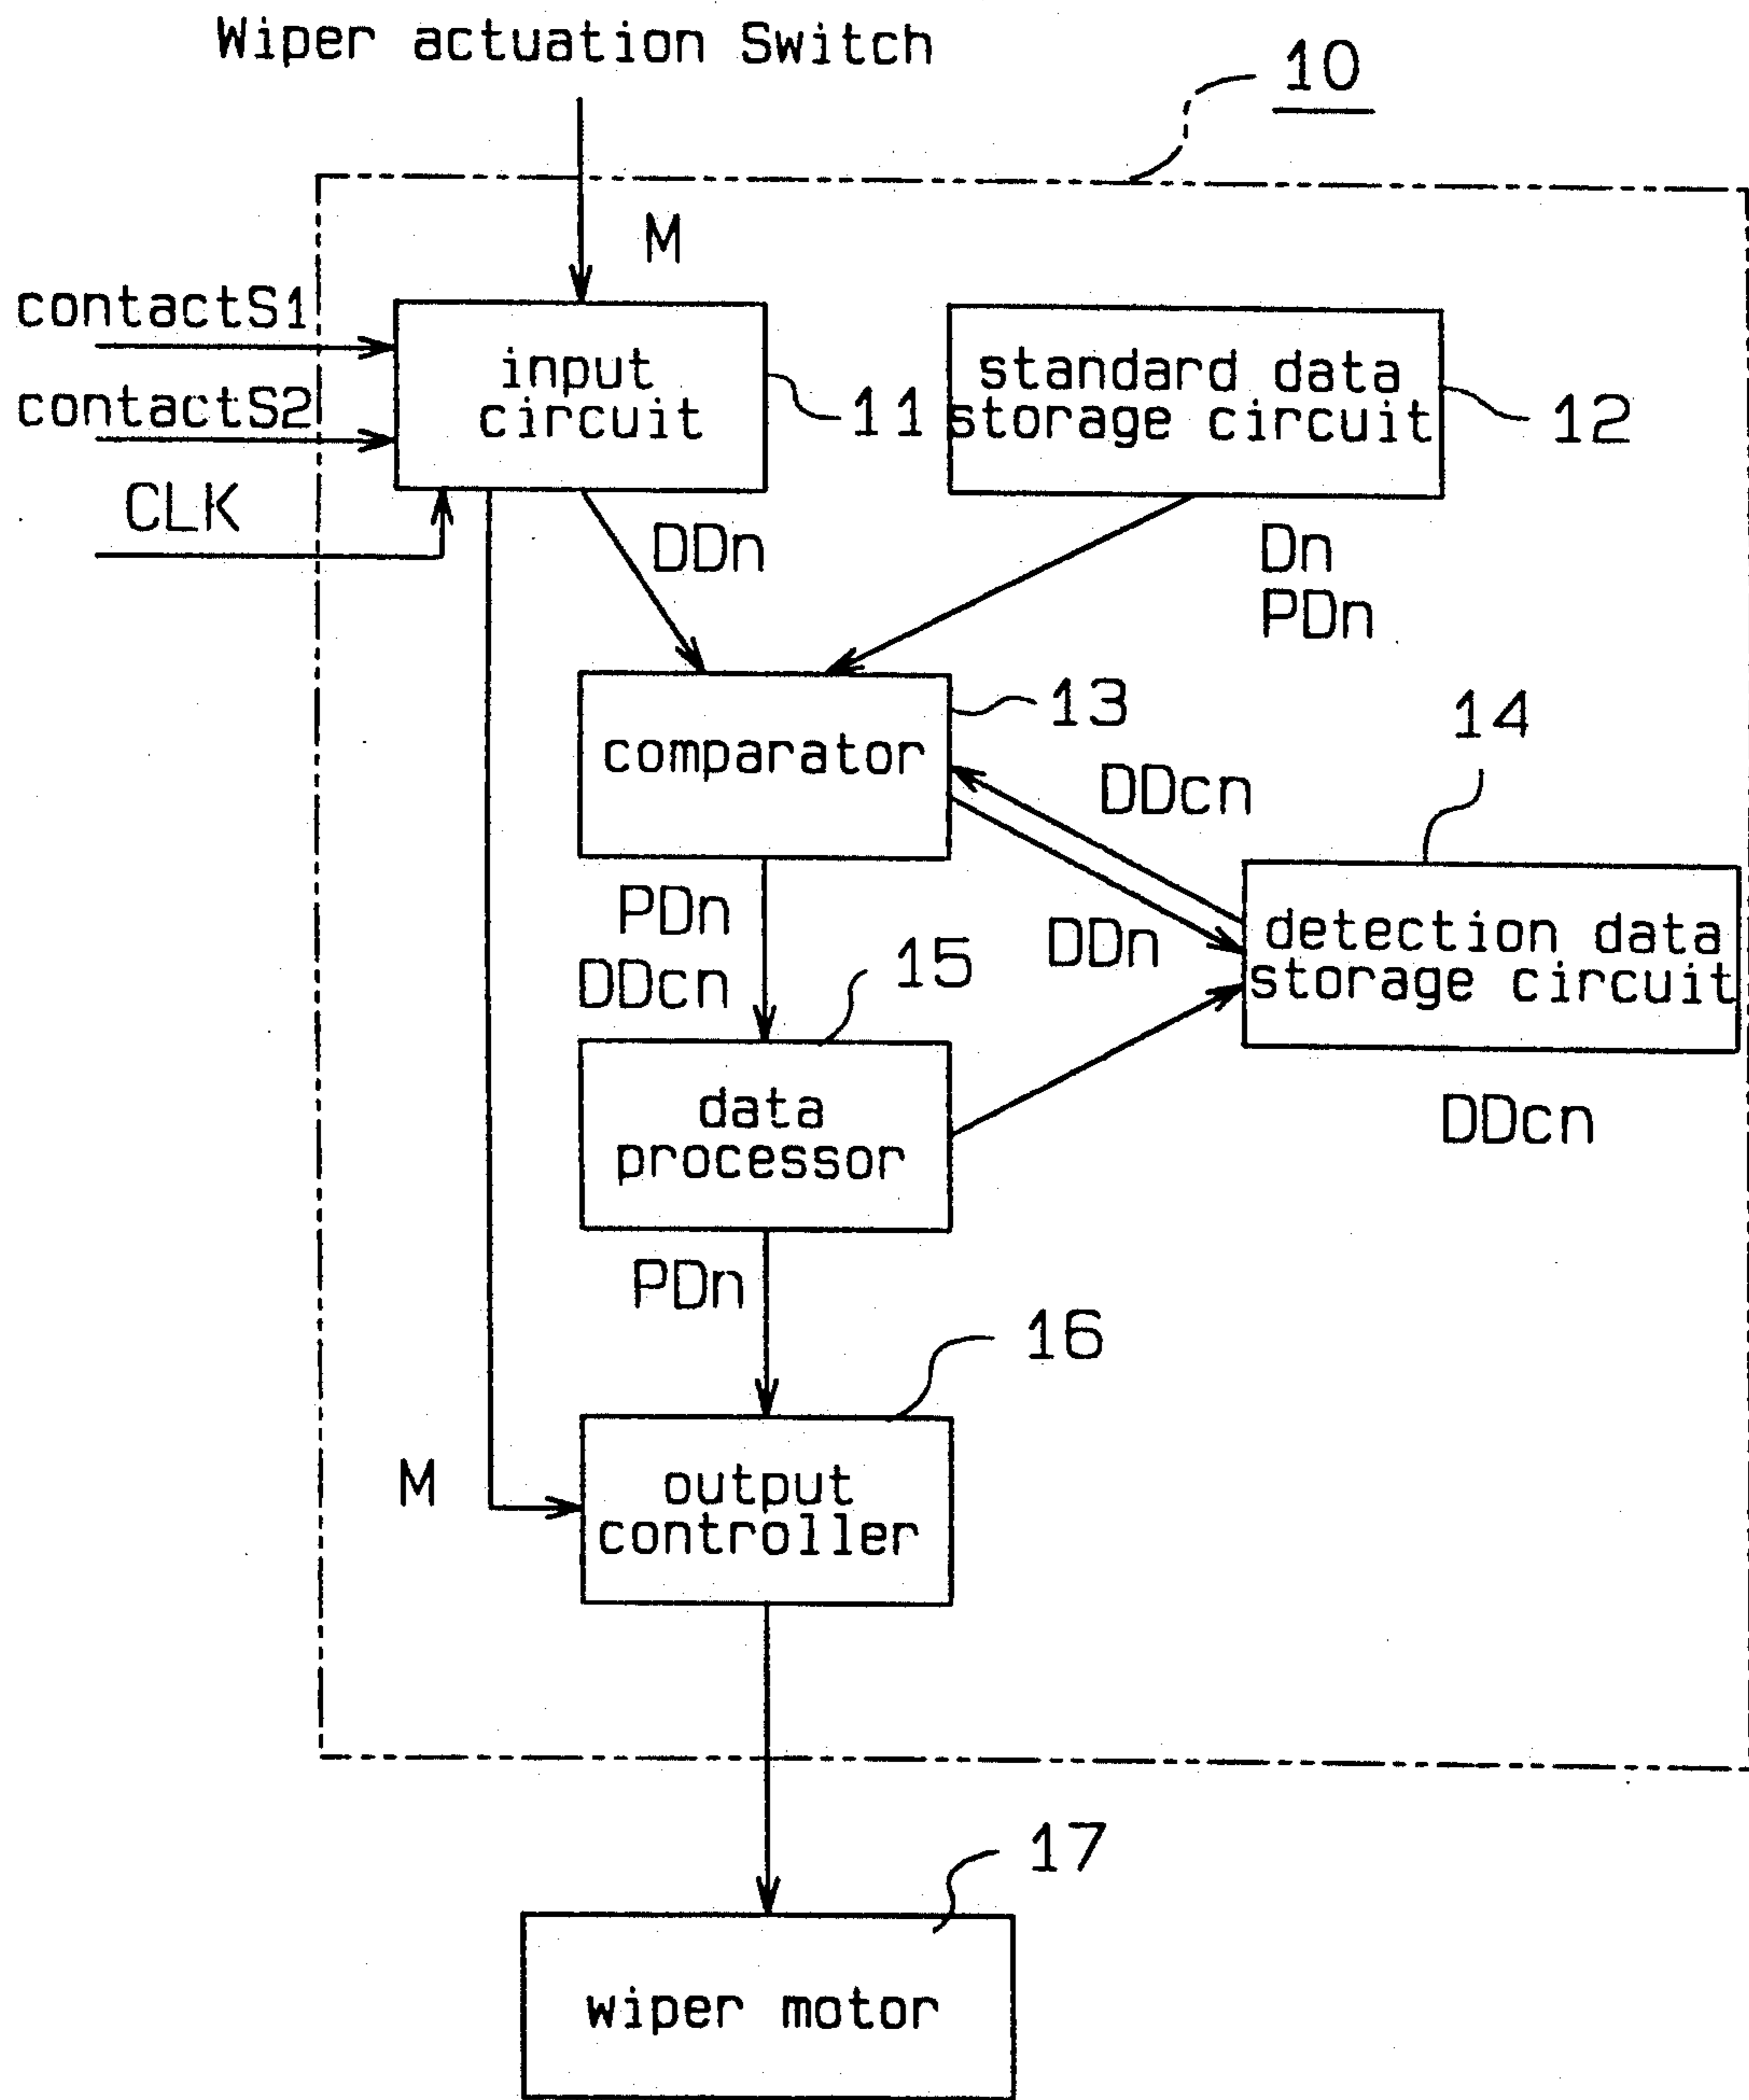 Wiper actuation Switch
10
M
contactS1
contactS2
CLK
input
circuit
11
standard data
storage circuit
12
DDn
Dn
PDn
comparator
13
14
DDcn
DDn
detection data
storage circuit
PDn
DDcn
15
data
processor
DDcn
PDn
16
M
output
controller
17
wiper motor